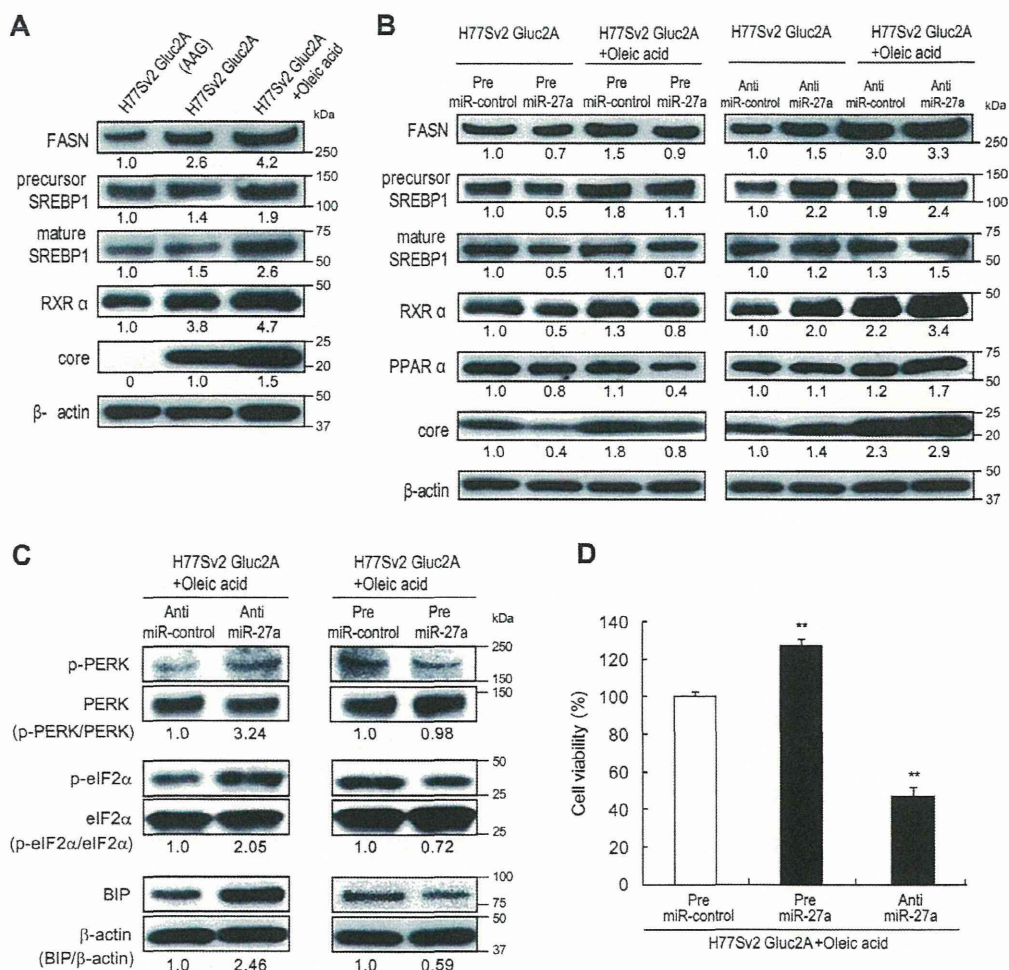 A
H77Sv2 Gluc2A
(AAG)
H77Sv2 Gluc2A
H77Sv2 Gluc2A
+Oleic acid
kDa
FASN
250
1.0 2.6 4.2
precursor
SREBP1
150
100
1.0 1.4 1.9
mature
SREBP1
75
50
1.0 1.5 2.6
RXR α
50
1.0 3.8 4.7
core
25
20
0 1.0 1.5
β- actin
50
37
B
H77Sv2 Gluc2A
H77Sv2 Gluc2A
+Oleic acid
H77Sv2 Gluc2A
H77Sv2 Gluc2A
+Oleic acid
Pre
miR-control
Pre
miR-27a
Pre
miR-control
Pre
miR-27a
Anti
miR-control
Anti
miR-27a
Anti
miR-control
Anti
miR-27a
kDa
FASN
250
1.0 0.7 1.5 0.9 1.0 1.5 3.0 3.3
precursor
SREBP1
150
100
1.0 0.5 1.8 1.1 1.0 2.2 1.9 2.4
mature
SREBP1
75
50
1.0 0.5 1.1 0.7 1.0 1.2 1.3 1.5
RXR α
50
1.0 0.5 1.3 0.8 1.0 2.0 2.2 3.4
PPAR α
75
50
1.0 0.8 1.1 0.4 1.0 1.1 1.2 1.7
core
25
20
1.0 0.4 1.8 0.8 1.0 1.4 2.3 2.9
β-actin
50
37
C
H77Sv2 Gluc2A
+Oleic acid
H77Sv2 Gluc2A
+Oleic acid
Anti
miR-control
Anti
miR-27a
Pre
miR-control
Pre
miR-27a
kDa
p-PERK
250
150
PERK
150
(p-PERK/PERK)
1.0 3.24 1.0 0.98
p-eIF2α
50
25
eIF2α
25
(p-eIF2α/eIF2α)
1.0 2.05 1.0 0.72
BIP
100
75
β-actin
50
37
(BIP/β-actin)
1.0 2.46 1.0 0.59
D
Cell viability (%)
140
120
100
80
60
40
20
0
**
**
Pre
miR-control
Pre
miR-27a
Anti
miR-27a
H77Sv2 Gluc2A+Oleic acid